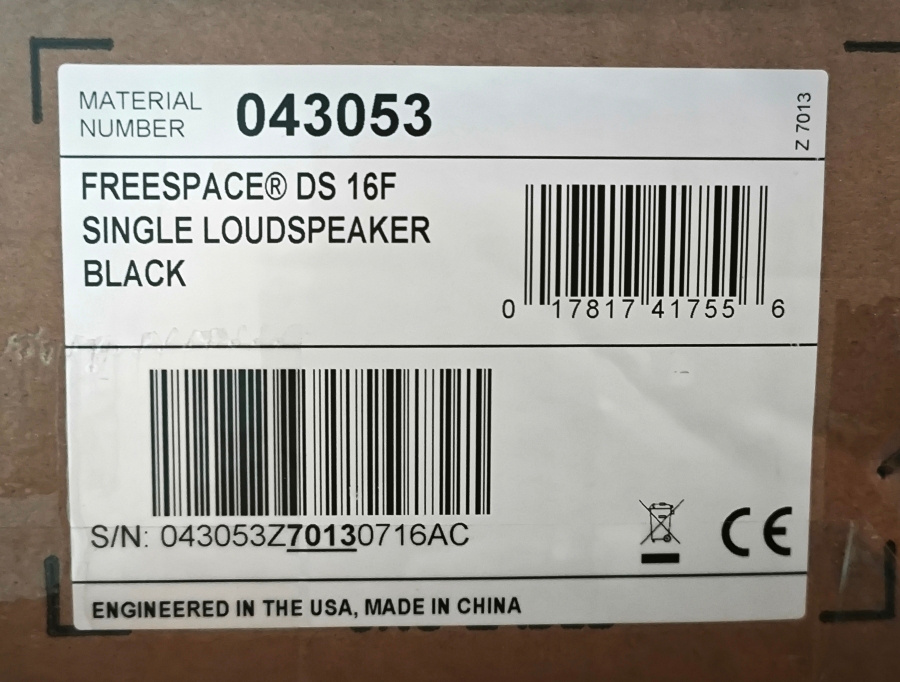 MATERIAL
NUMBER
043053
Z 7013
FREESPACE® DS 16F
SINGLE LOUDSPEAKER
BLACK
0 17817 41755 6
S/N: 043053Z70130716AC
CE
ENGINEERED IN THE USA, MADE IN CHINA